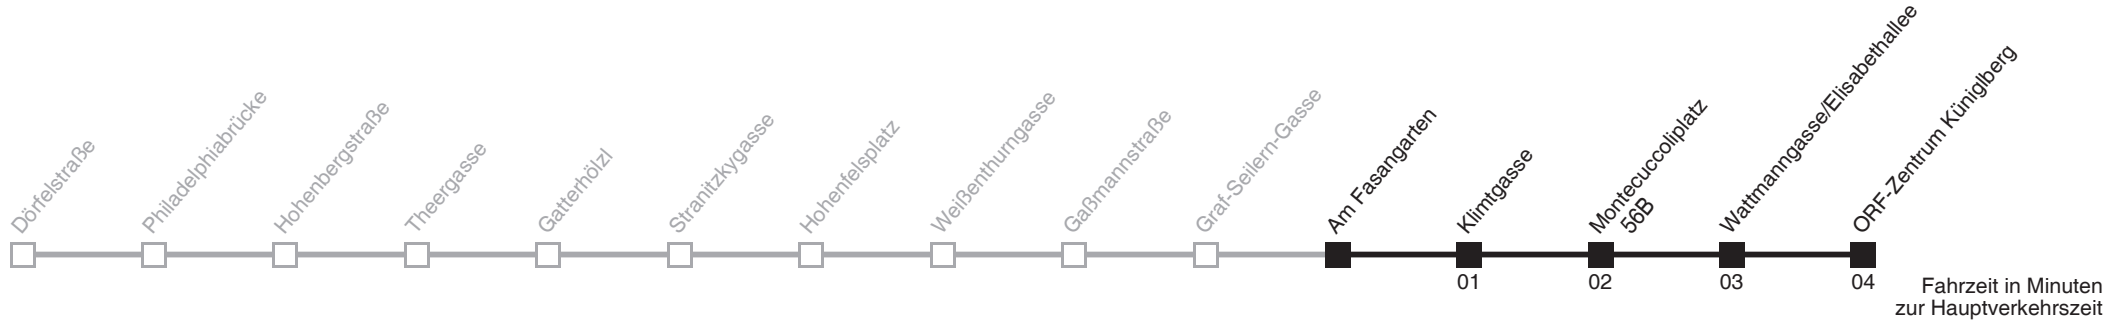 Dörfelstraße
Philadelphiabrücke
Hohenbergstraße
Theergasse
Gatterhölzl
Stranitzkygasse
Hohenfelsplatz
Weißenthurngasse
Gaßmannstraße
Graf-Seilern-Gasse
Am Fasangarten
Klimtgasse
Montecuccoliplatz
56B
Wattmanngasse/Elisabethallee
ORF-Zentrum Küniglberg
01
02
03
04
Fahrzeit in Minuten
zur Hauptverkehrszeit